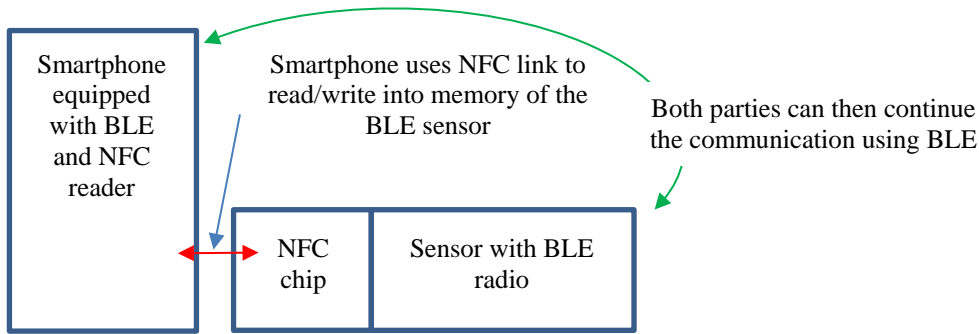 Smartphone
equipped
with BLE
and NFC
reader
Smartphone uses NFC link to
read/write into memory of the
BLE sensor
Both parties can then continue
the communication using BLE
NFC
chip
Sensor with BLE
radio